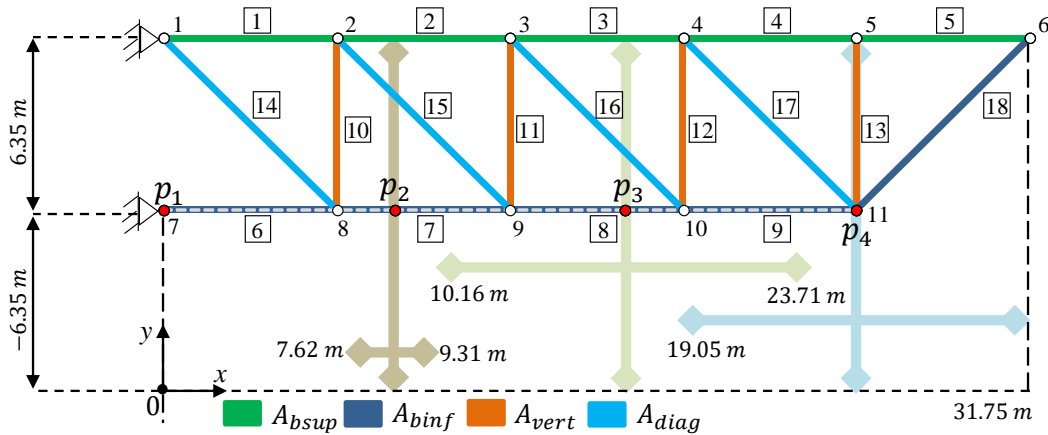 1 1 2 2 3 3 4 4 5 5 6
14 10 15 11 16 12 17 13 18
6.35 m
p₁ p₂ p₃ p₄
7 6 8 7 9 8 10 9 11
−6.35 m
10.16 m 23.71 m
7.62 m 9.31 m 19.05 m
y
x
0
31.75 m
A_bsup A_binf A_vert A_diag